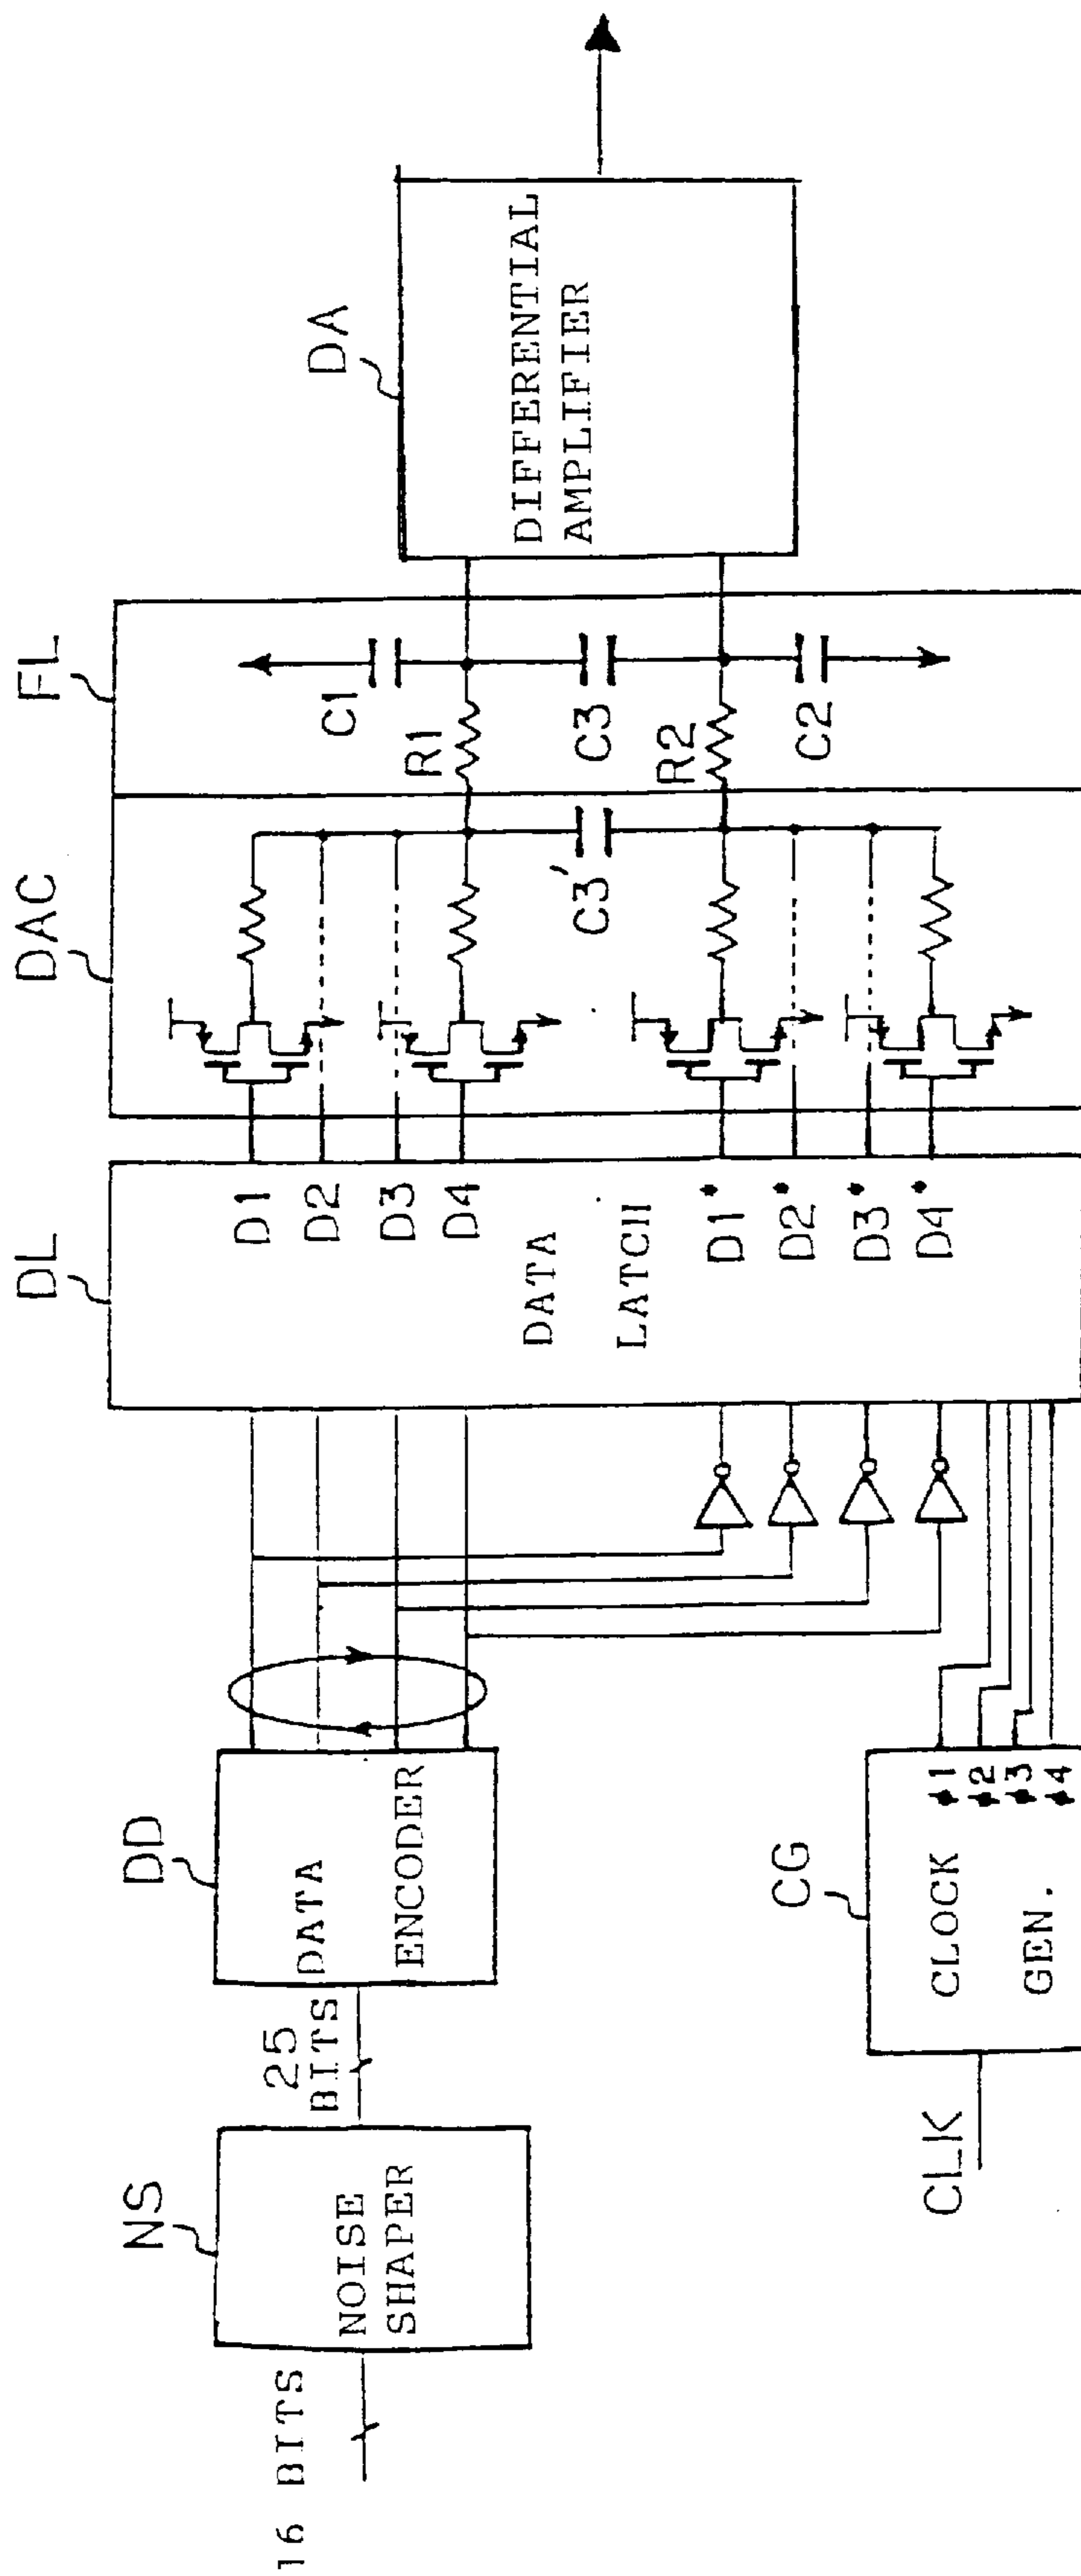 16 BITS
NS
NOISE
SHAPER
25
BITS
DD
DATA
ENCODER
CLK
CG
CLOCK
GEN.
φ1
φ2
φ3
φ4
DL
DATA
LATCH
D1
D2
D3
D4
D1*
D2*
D3*
D4*
DAC
C3'
FL
C1
R1
C3
R2
C2
DA
DIFFERENTIAL
AMPLIFIER